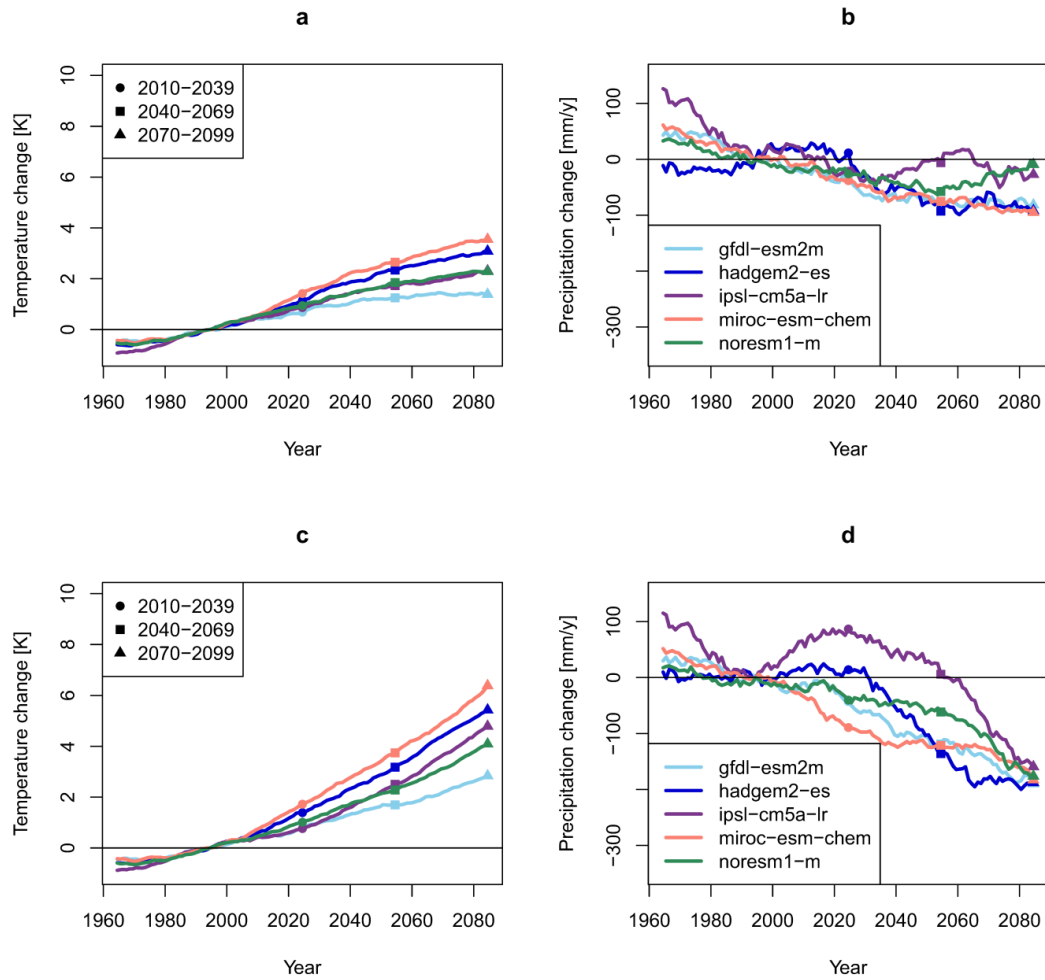 a
Temperature change [K]
10
8
6
4
2
0
2010−2039
2040−2069
2070−2099
1960 1980 2000 2020 2040 2060 2080
Year
b
Precipitation change [mm/y]
100
0
−100
−300
gfdl−esm2m
hadgem2−es
ipsl−cm5a−lr
miroc−esm−chem
noresm1−m
1960 1980 2000 2020 2040 2060 2080
Year
c
Temperature change [K]
10
8
6
4
2
0
2010−2039
2040−2069
2070−2099
1960 1980 2000 2020 2040 2060 2080
Year
d
Precipitation change [mm/y]
100
0
−100
−300
gfdl−esm2m
hadgem2−es
ipsl−cm5a−lr
miroc−esm−chem
noresm1−m
1960 1980 2000 2020 2040 2060 2080
Year